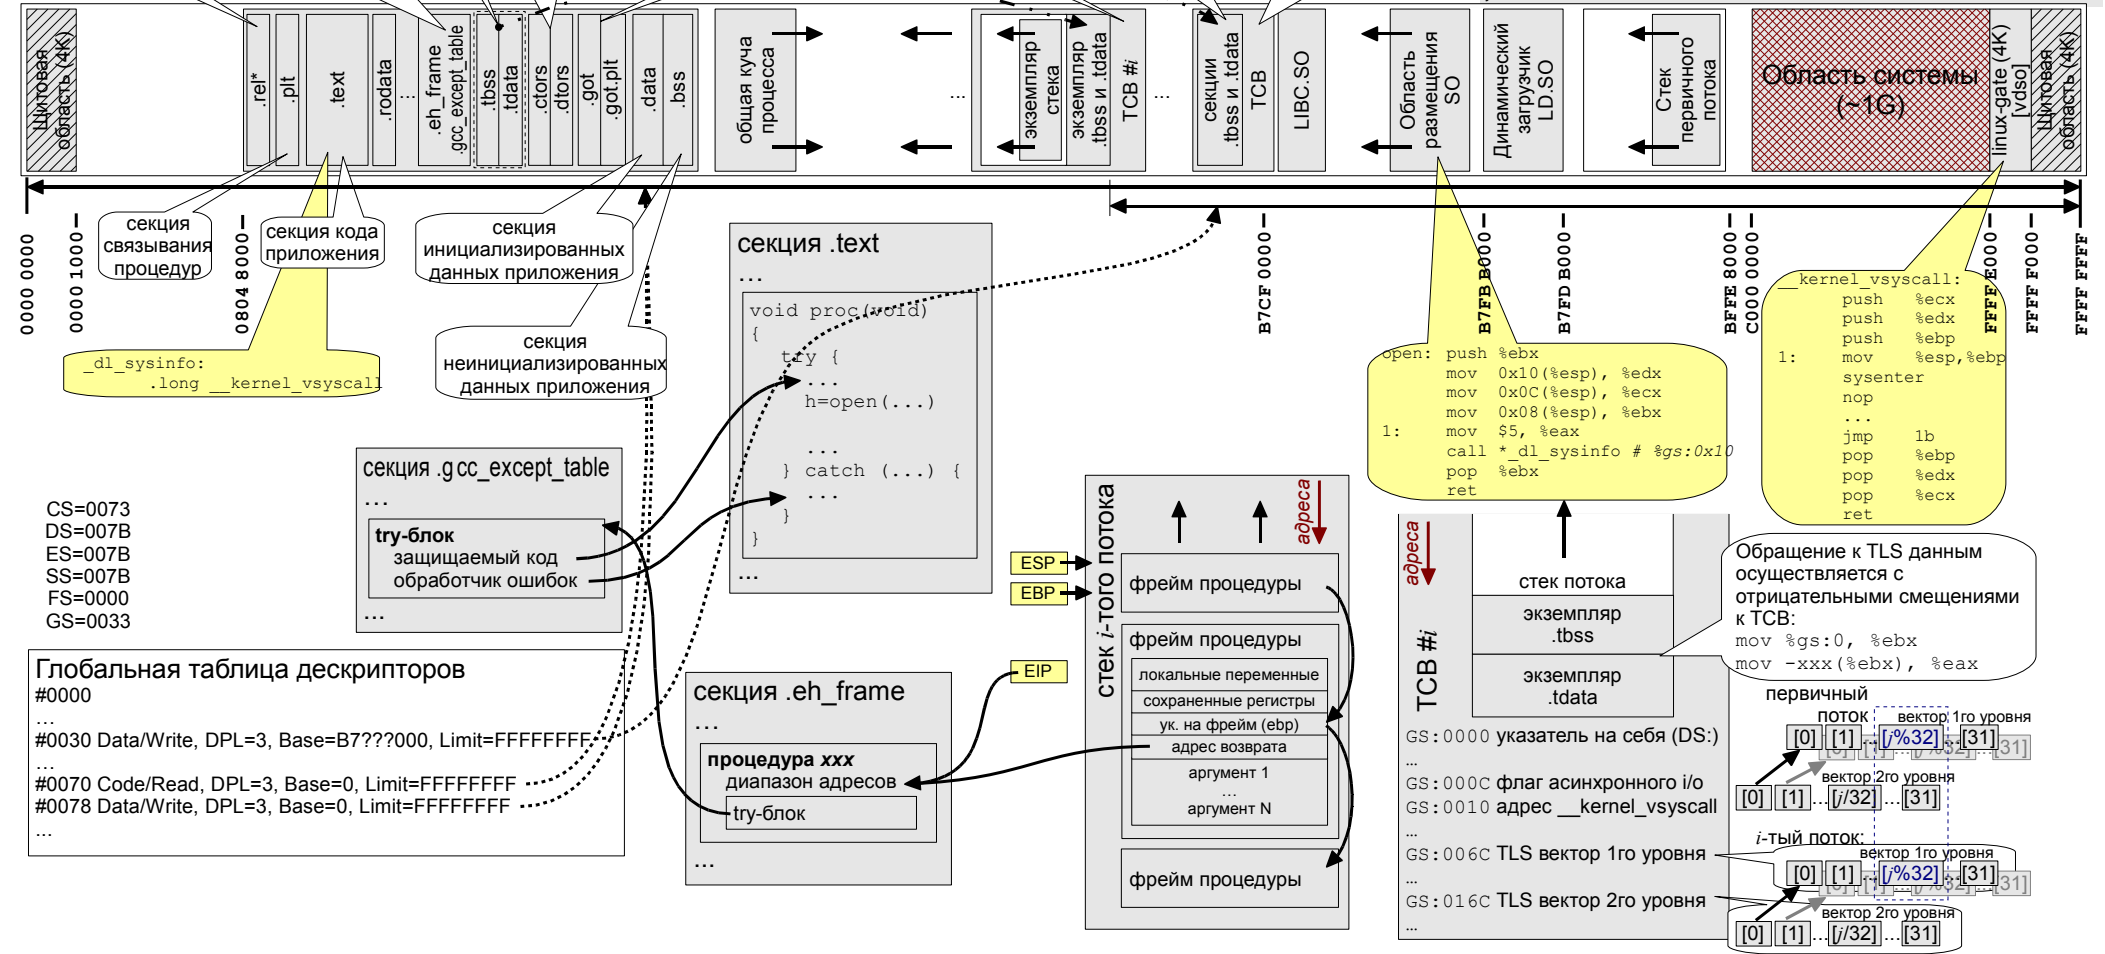 Щитовая
область (4K)
.rel*
.plt
.text
.rodata
...
.eh_frame
.gcc_except_table
.tbss
.tdata
.ctors
.dtors
.got
.got.plt
.data
.bss
общая куча
процесса
...
экземпляр
стека
экземпляр
.tbss и .tdata
TCB #i
...
секции
.tbss и .tdata
TCB
LIBC.SO
Область
размещения
SO
Динамический
загрузчик
LD.SO
Стек
первичного
потока
Область системы
(~1G)
linux-gate (4K)
[vdso]
Щитовая
область (4K)
0000 0000
0000 1000
0804 8000
B7CF 0000
B7FB B000
B7FD B000
BFFE 8000
C000 0000
FFFF E000
FFFF F000
FFFF FFFF
секция
связывания
процедур
секция кода
приложения
секция
инициализированных
данных приложения
секция
неинициализированных
данных приложения
_dl_sysinfo:
.long __kernel_vsyscall
секция .text
...
void proc(void)
{
try {
...
h=open(...)
...
} catch (...) {
...
}
}
...
open: push %ebx
mov 0x10(%esp), %edx
mov 0x0C(%esp), %ecx
mov 0x08(%esp), %ebx
1: mov $5, %eax
call *_dl_sysinfo # %gs:0x10
pop %ebx
ret
__kernel_vsyscall:
push %ecx
push %edx
push %ebp
1: mov %esp,%ebp
sysenter
nop
...
jmp 1b
pop %ebp
pop %edx
pop %ecx
ret
секция .gcc_except_table
...
try-блок
защищаемый код
обработчик ошибок
...
CS=0073
DS=007B
ES=007B
SS=007B
FS=0000
GS=0033
Глобальная таблица дескрипторов
#0000
...
#0030 Data/Write, DPL=3, Base=B7???000, Limit=FFFFFFFF
...
#0070 Code/Read, DPL=3, Base=0, Limit=FFFFFFFF
#0078 Data/Write, DPL=3, Base=0, Limit=FFFFFFFF
...
секция .eh_frame
...
процедура xxx
диапазон адресов
try-блок
...
ESP
EBP
EIP
стек i-того потока
адреса
фрейм процедуры
фрейм процедуры
локальные переменные
сохраненные регистры
ук. на фрейм (ebp)
адрес возврата
аргумент 1
...
аргумент N
фрейм процедуры
адреса
TCB #i
стек потока
экземпляр
.tbss
экземпляр
.tdata
GS:0000 указатель на себя (DS:)
...
GS:000C флаг асинхронного i/o
GS:0010 адрес __kernel_vsyscall
...
GS:006C TLS вектор 1го уровня
...
GS:016C TLS вектор 2го уровня
...
Обращение к TLS данным
осуществляется с
отрицательными смещениями
к TCB:
mov %gs:0, %ebx
mov -xxx(%ebx), %eax
первичный
поток
вектор 1го уровня
[0] [1] ... [j%32] ... [31]
[0] [1] ... [j%32] ... [31]
вектор 2го уровня
[0] [1] ... [j/32] ... [31]
i-тый поток:
вектор 1го уровня
[0] [1] ... [j%32] ... [31]
[0] [1] ... [j%32] ... [31]
вектор 2го уровня
[0] [1] ... [j/32] ... [31]